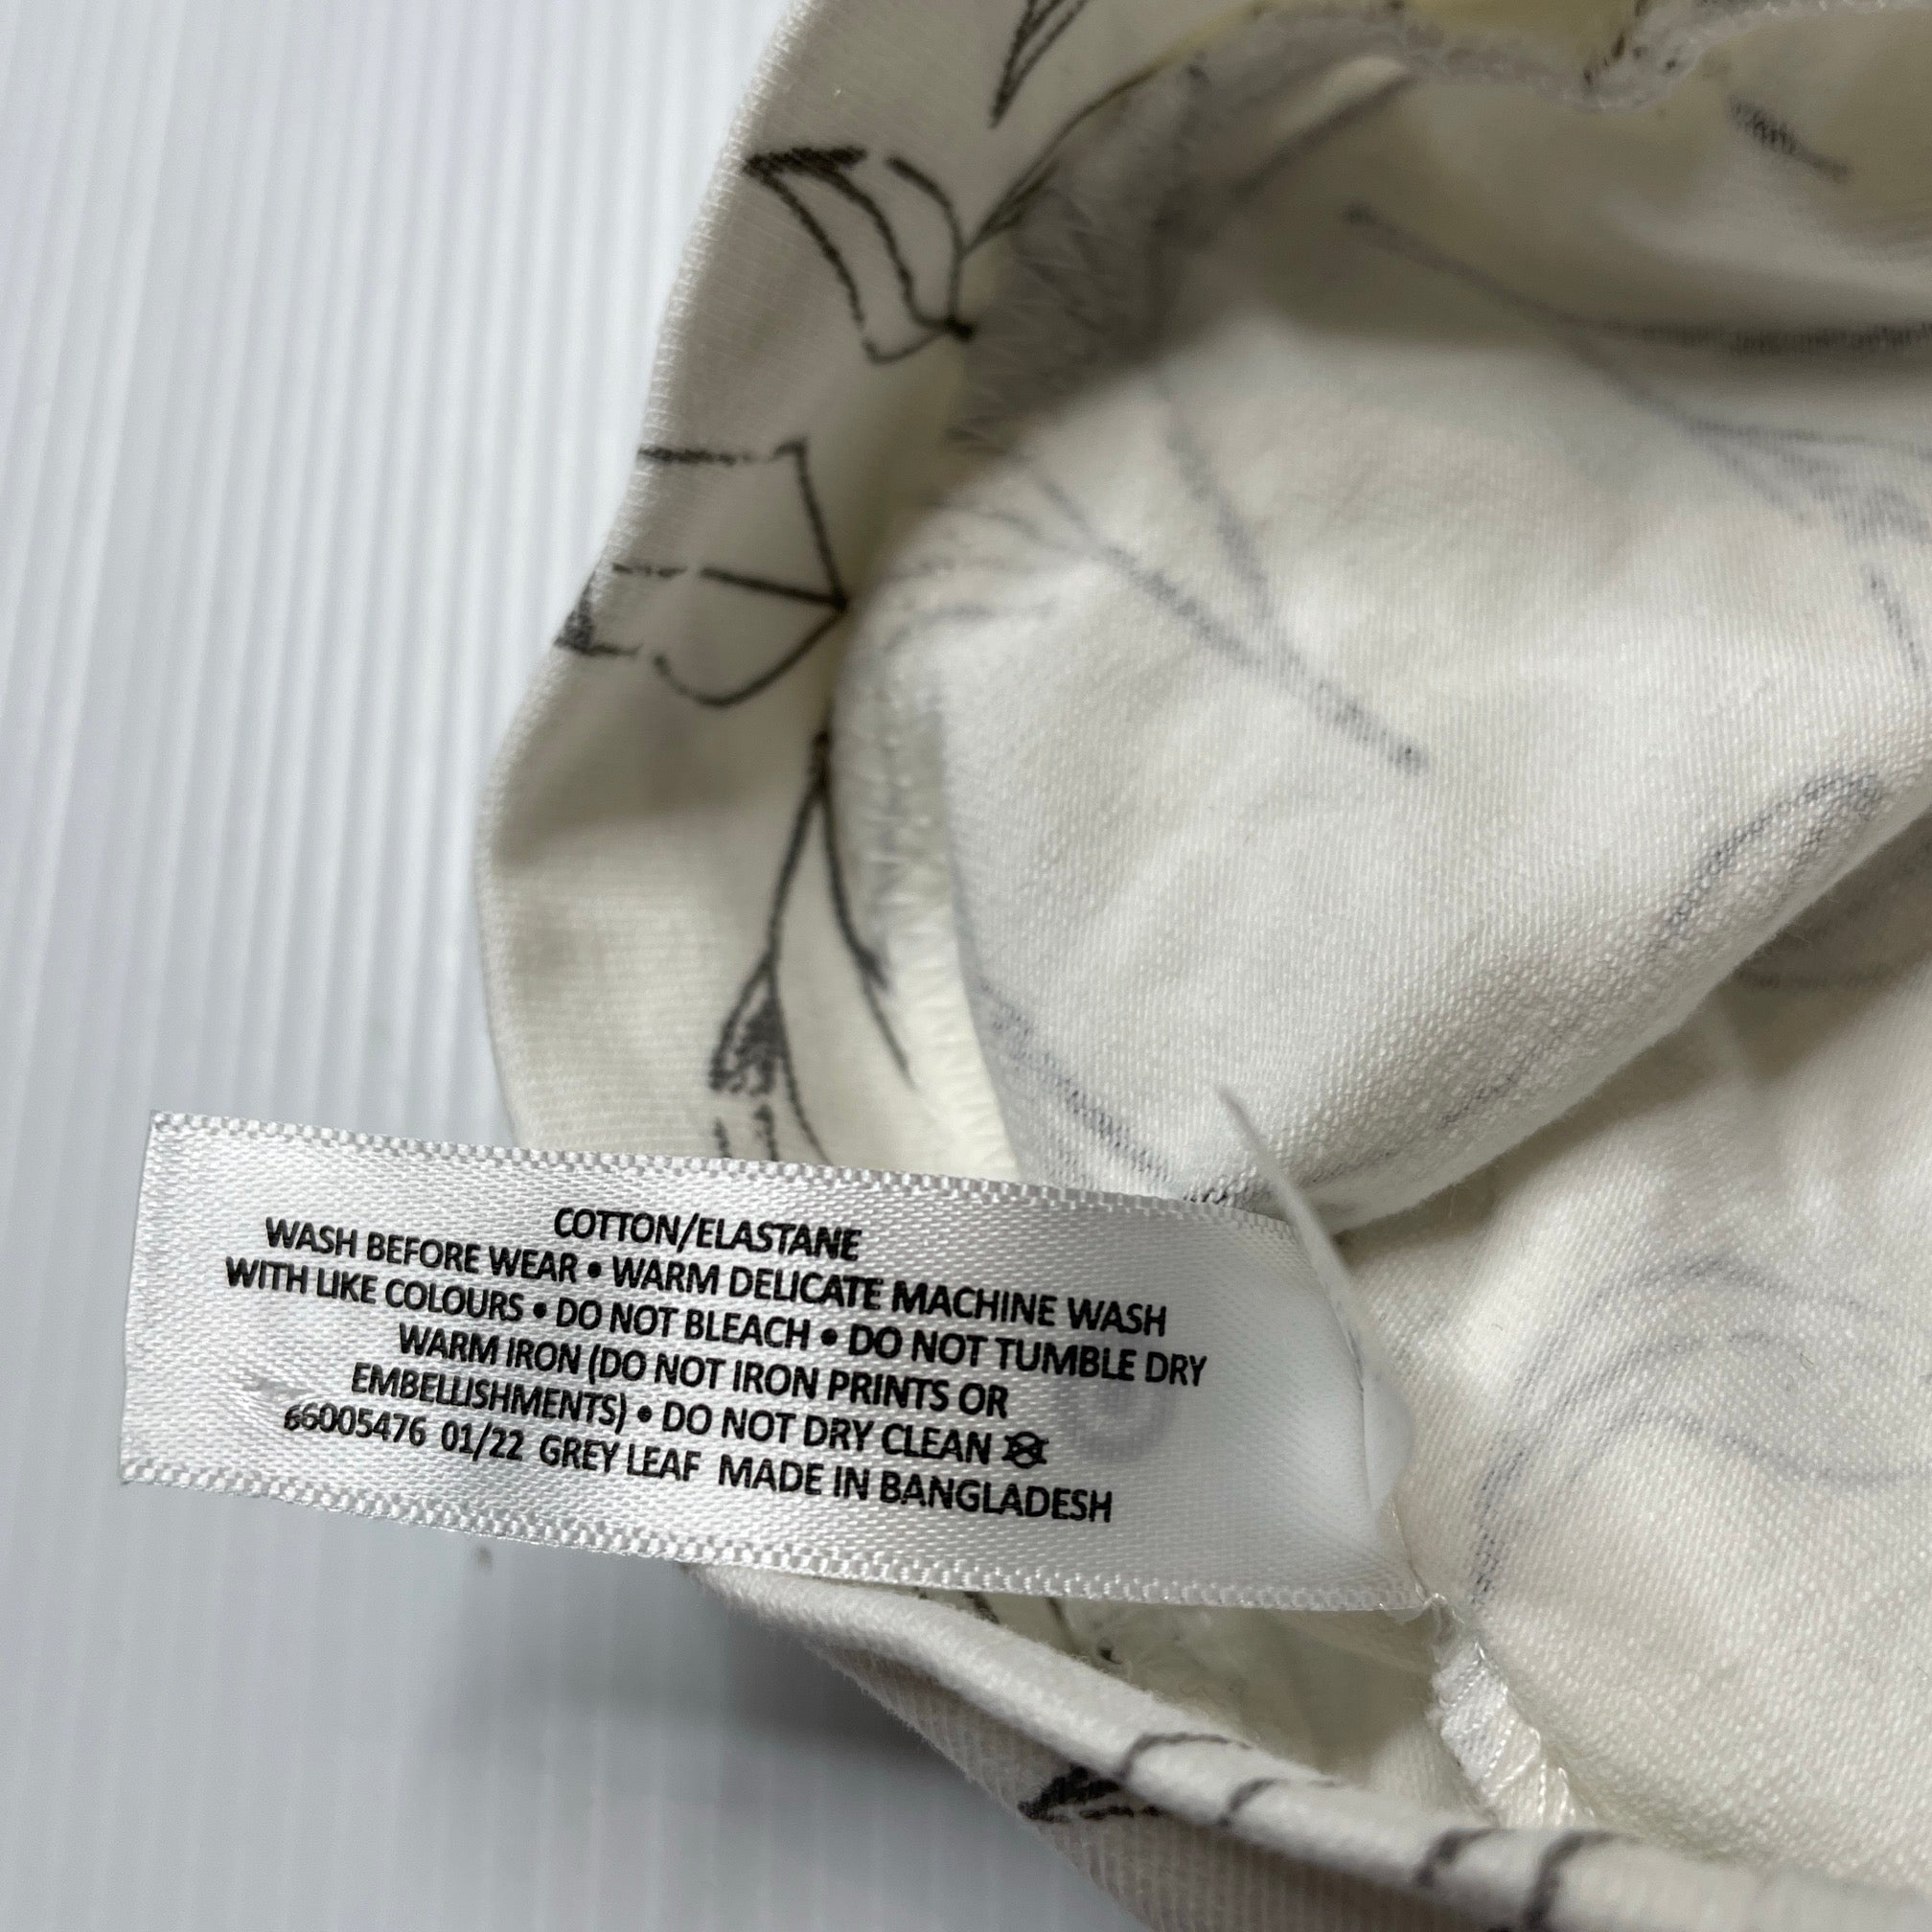 COTTON/ELASTANE
WASH BEFORE WEAR • WARM DELICATE MACHINE WASH
WITH LIKE COLOURS • DO NOT BLEACH • DO NOT TUMBLE DRY
WARM IRON (DO NOT IRON PRINTS OR
EMBELLISHMENTS) • DO NOT DRY CLEAN
66005476 01/22 GREY LEAF MADE IN BANGLADESH